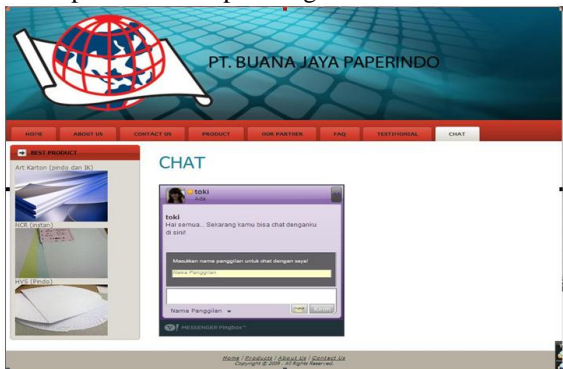 PT. BUANA JAYA PAPERINDO
HOME ABOUT US CONTACT US PRODUCT OUR PARTNER FAQ TESTIMONIAL CHAT
BEST PRODUCT
Art Karton (pindo dan IK)
HCR (instan)
HVS (Pindo)
CHAT
toki
Ada
toki
Hai semua... Sekarang kamu bisa chat denganku
di sini!
Masukkan nama panggilan untuk chat dengan saya!
Nama Panggilan
Nama Panggilan
MESSENGER Pingbox™
Home / Products / About Us / Contact Us
Copyright © 2009 - All Rights Reserved.